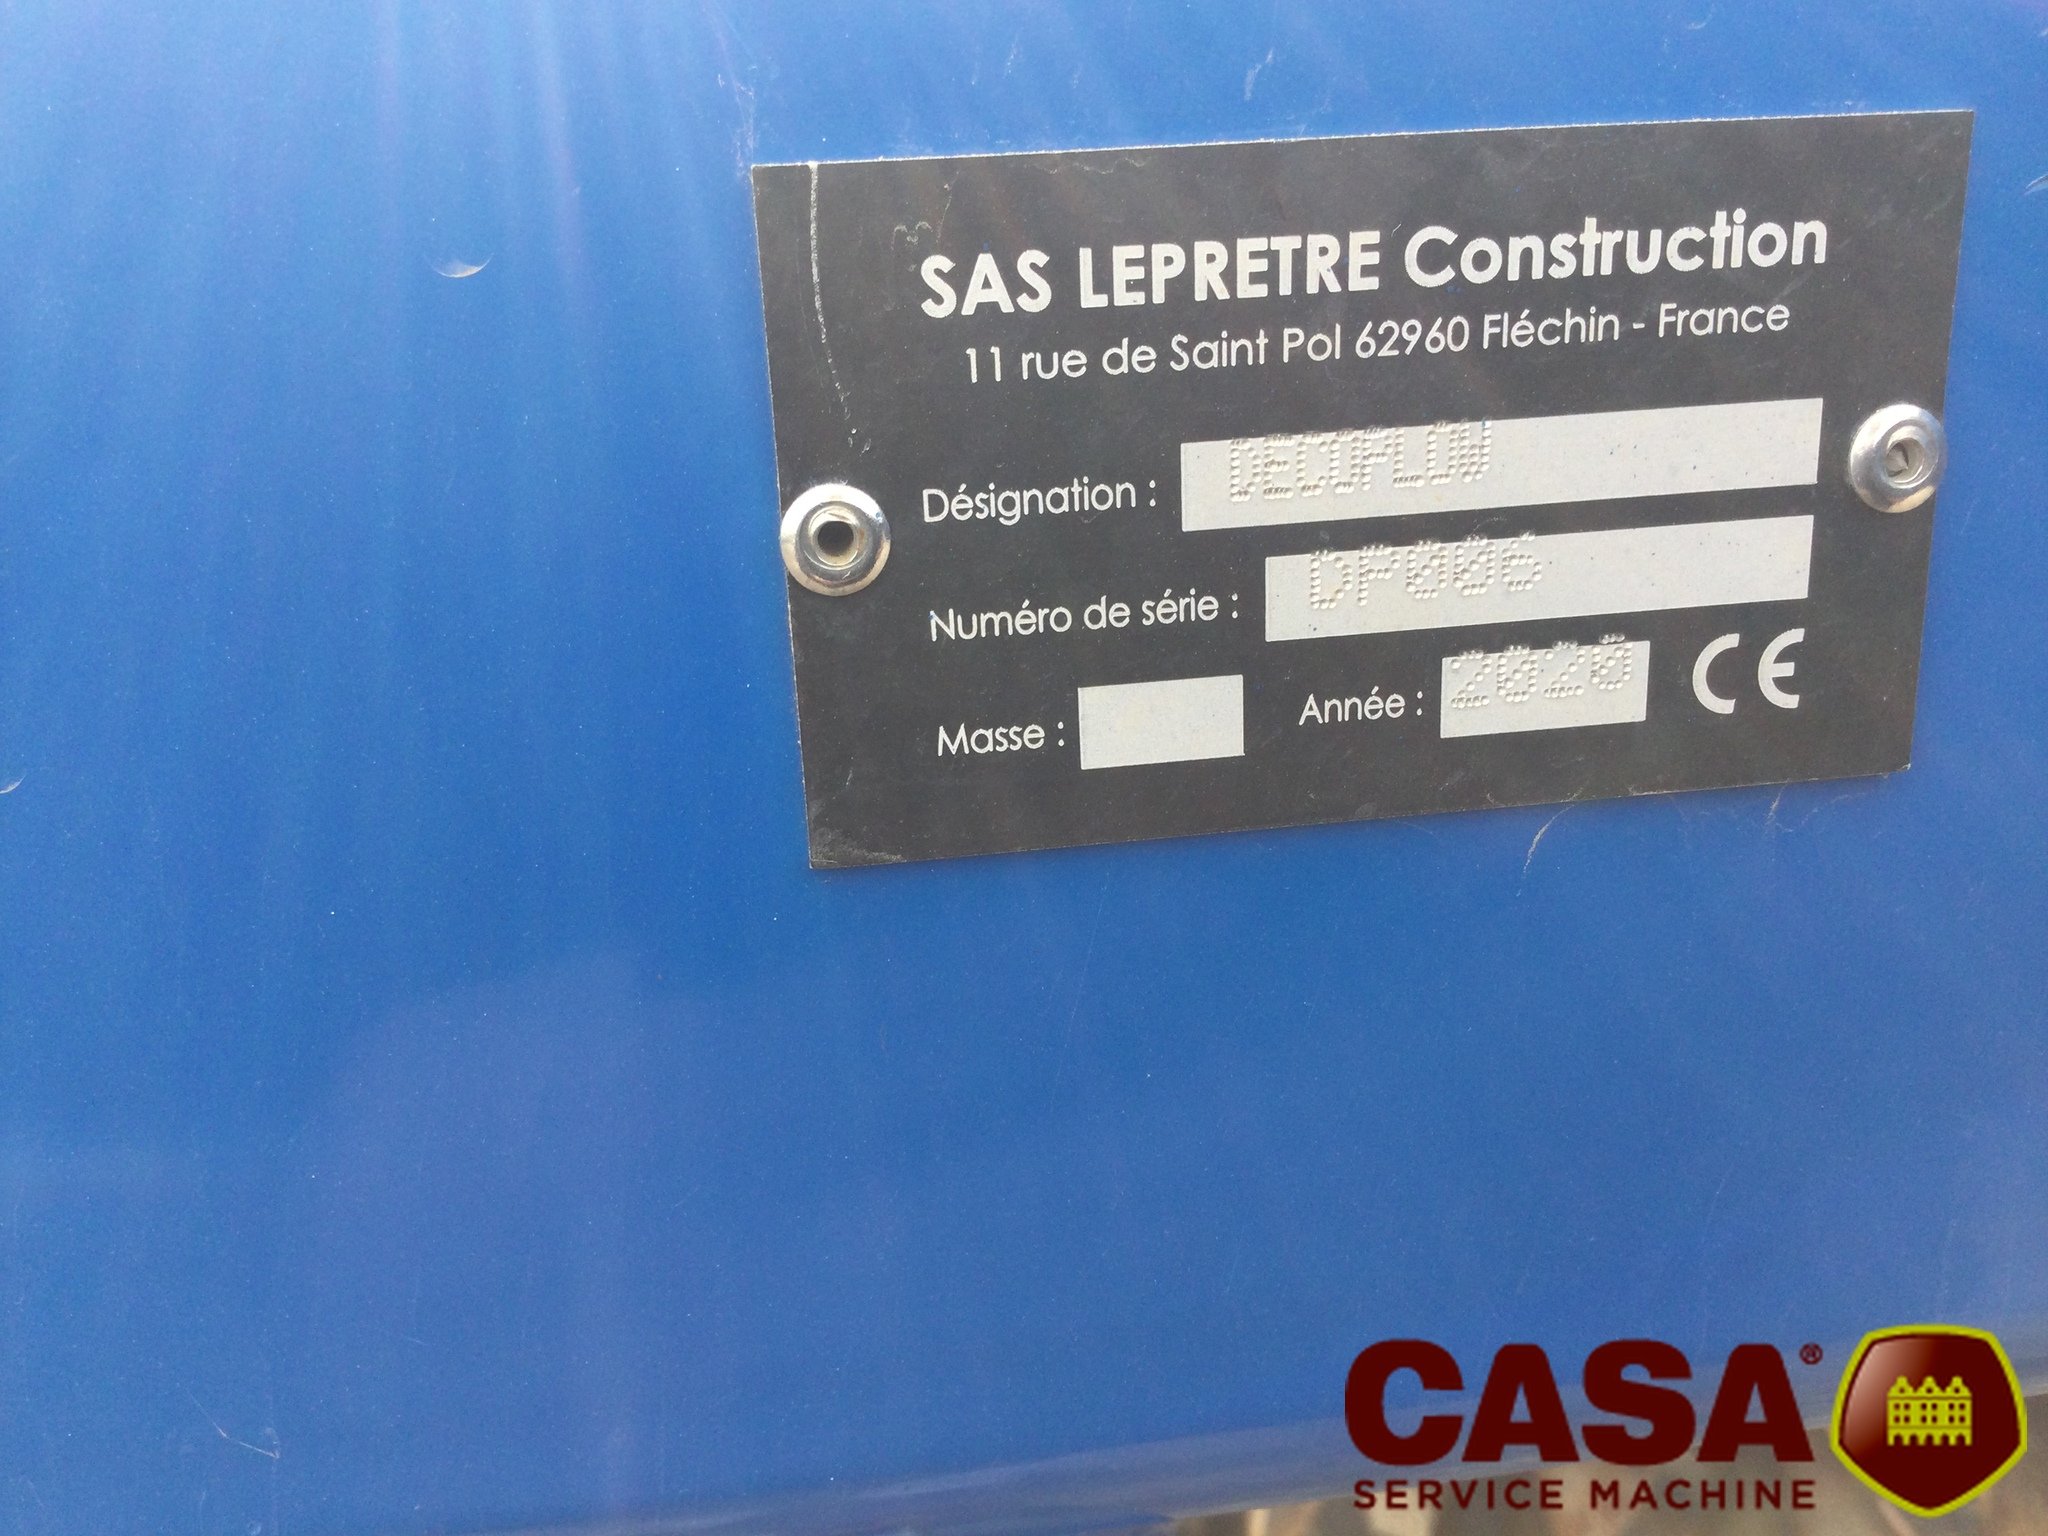 SAS LEPRETRE Construction
11 rue de Saint Pol 62960 Fléchin - France
Désignation : DECOPLOW
Numéro de série : DP006
Masse : Année : 2020 CE
CASA®
SERVICE MACHINE